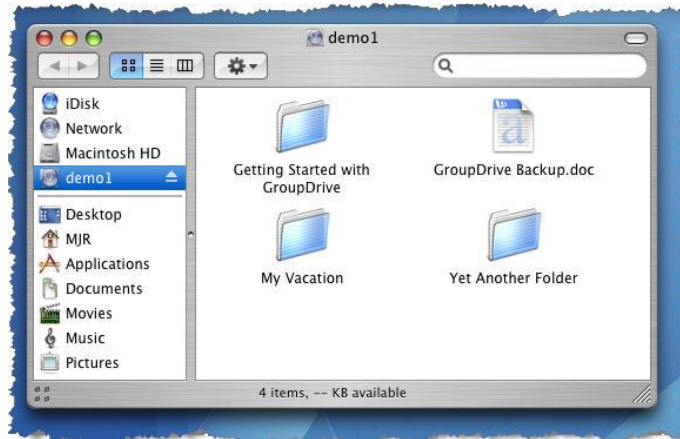 demo1
iDisk
Network
Macintosh HD
demo1
Desktop
MJR
Applications
Documents
Movies
Music
Pictures
Getting Started with
GroupDrive
GroupDrive Backup.doc
My Vacation
Yet Another Folder
4 items, -- KB available